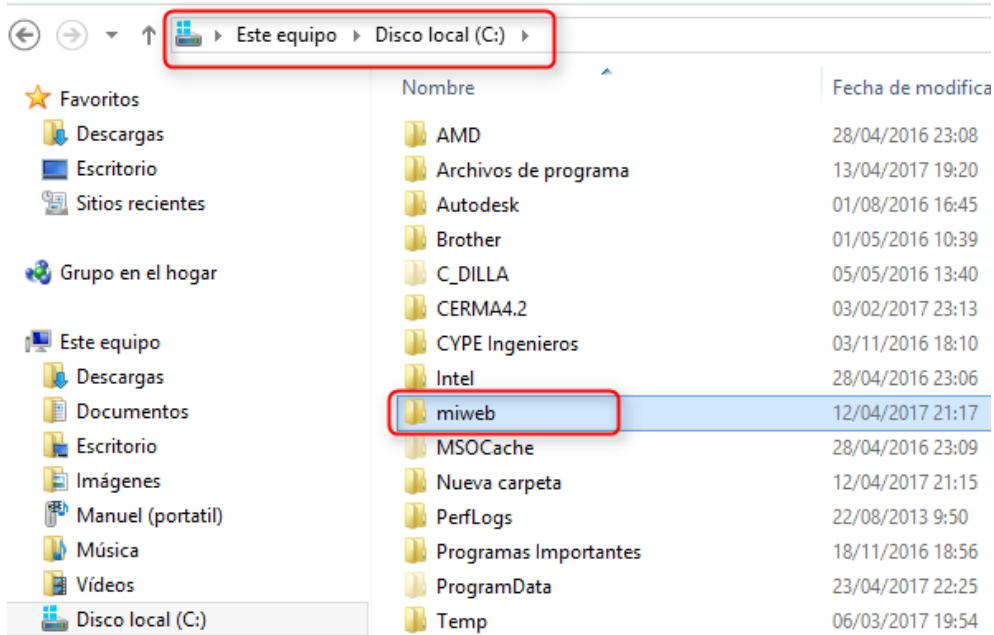 Este equipo Disco local (C:)
Favoritos
Descargas
Escritorio
Sitios recientes
Grupo en el hogar
Este equipo
Descargas
Documentos
Escritorio
Imágenes
Manuel (portatil)
Música
Vídeos
Disco local (C:)
Nombre Fecha de modifica
AMD 28/04/2016 23:08
Archivos de programa 13/04/2017 19:20
Autodesk 01/08/2016 16:45
Brother 01/05/2016 10:39
C_DILLA 05/05/2016 13:40
CERMA4.2 03/02/2017 23:13
CYPE Ingenieros 03/11/2016 18:10
Intel 28/04/2016 23:06
miweb 12/04/2017 21:17
MSOCache 28/04/2016 23:09
Nueva carpeta 12/04/2017 21:15
PerfLogs 22/08/2013 9:50
Programas Importantes 18/11/2016 18:56
ProgramData 23/04/2017 22:25
Temp 06/03/2017 19:54